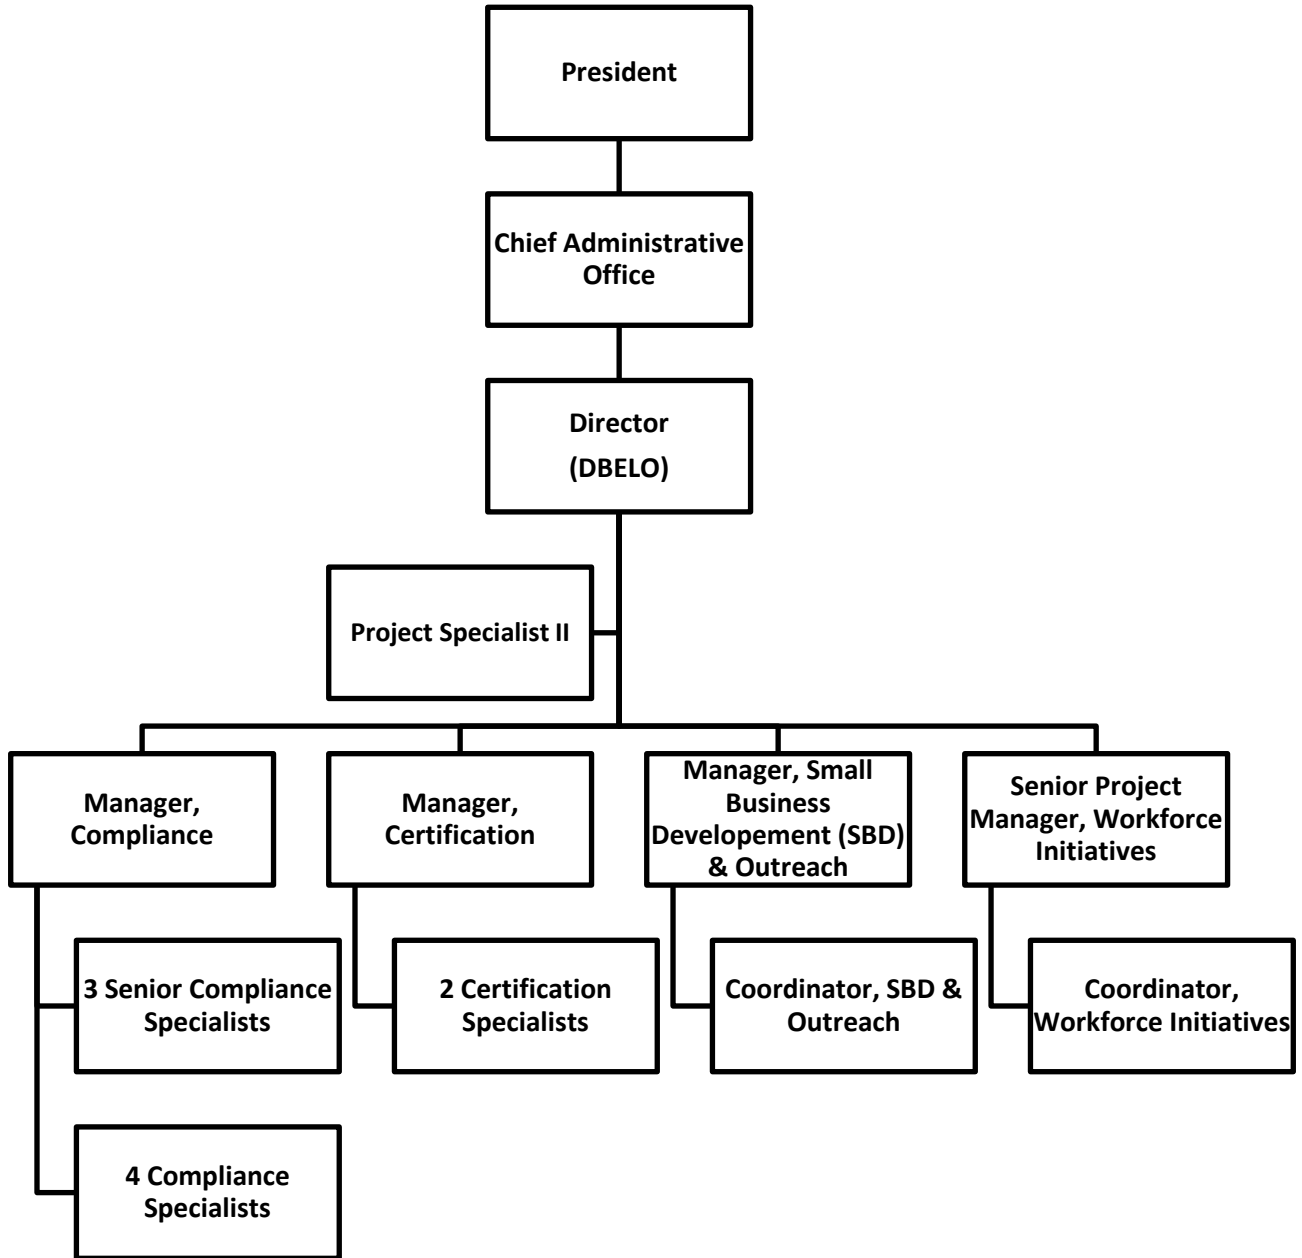 President
Chief Administrative
Office
Director
(DBELO)
Project Specialist II
Manager,
Compliance
Manager,
Certification
Manager, Small
Business
Developement (SBD)
& Outreach
Senior Project
Manager, Workforce
Initiatives
3 Senior Compliance
Specialists
2 Certification
Specialists
Coordinator, SBD &
Outreach
Coordinator,
Workforce Initiatives
4 Compliance
Specialists